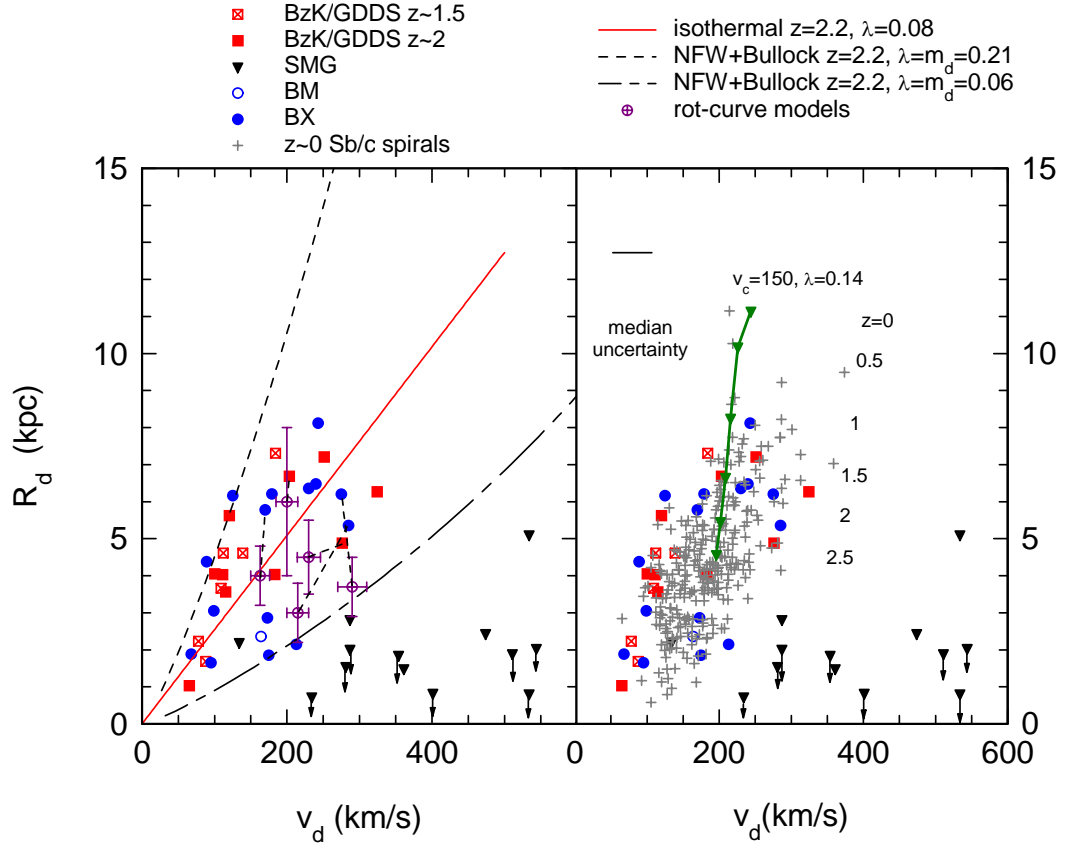 BzK/GDDS z~1.5
BzK/GDDS z~2
SMG
BM
BX
z~0 Sb/c spirals
isothermal z=2.2, λ=0.08
NFW+Bullock z=2.2, λ=m_d=0.21
NFW+Bullock z=2.2, λ=m_d=0.06
rot-curve models
15
10
5
0
R_d (kpc)
0
200
400
v_d (km/s)
median
uncertainty
v_c=150, λ=0.14
z=0
0.5
1
1.5
2
2.5
15
10
5
0
0
200
400
600
v_d(km/s)